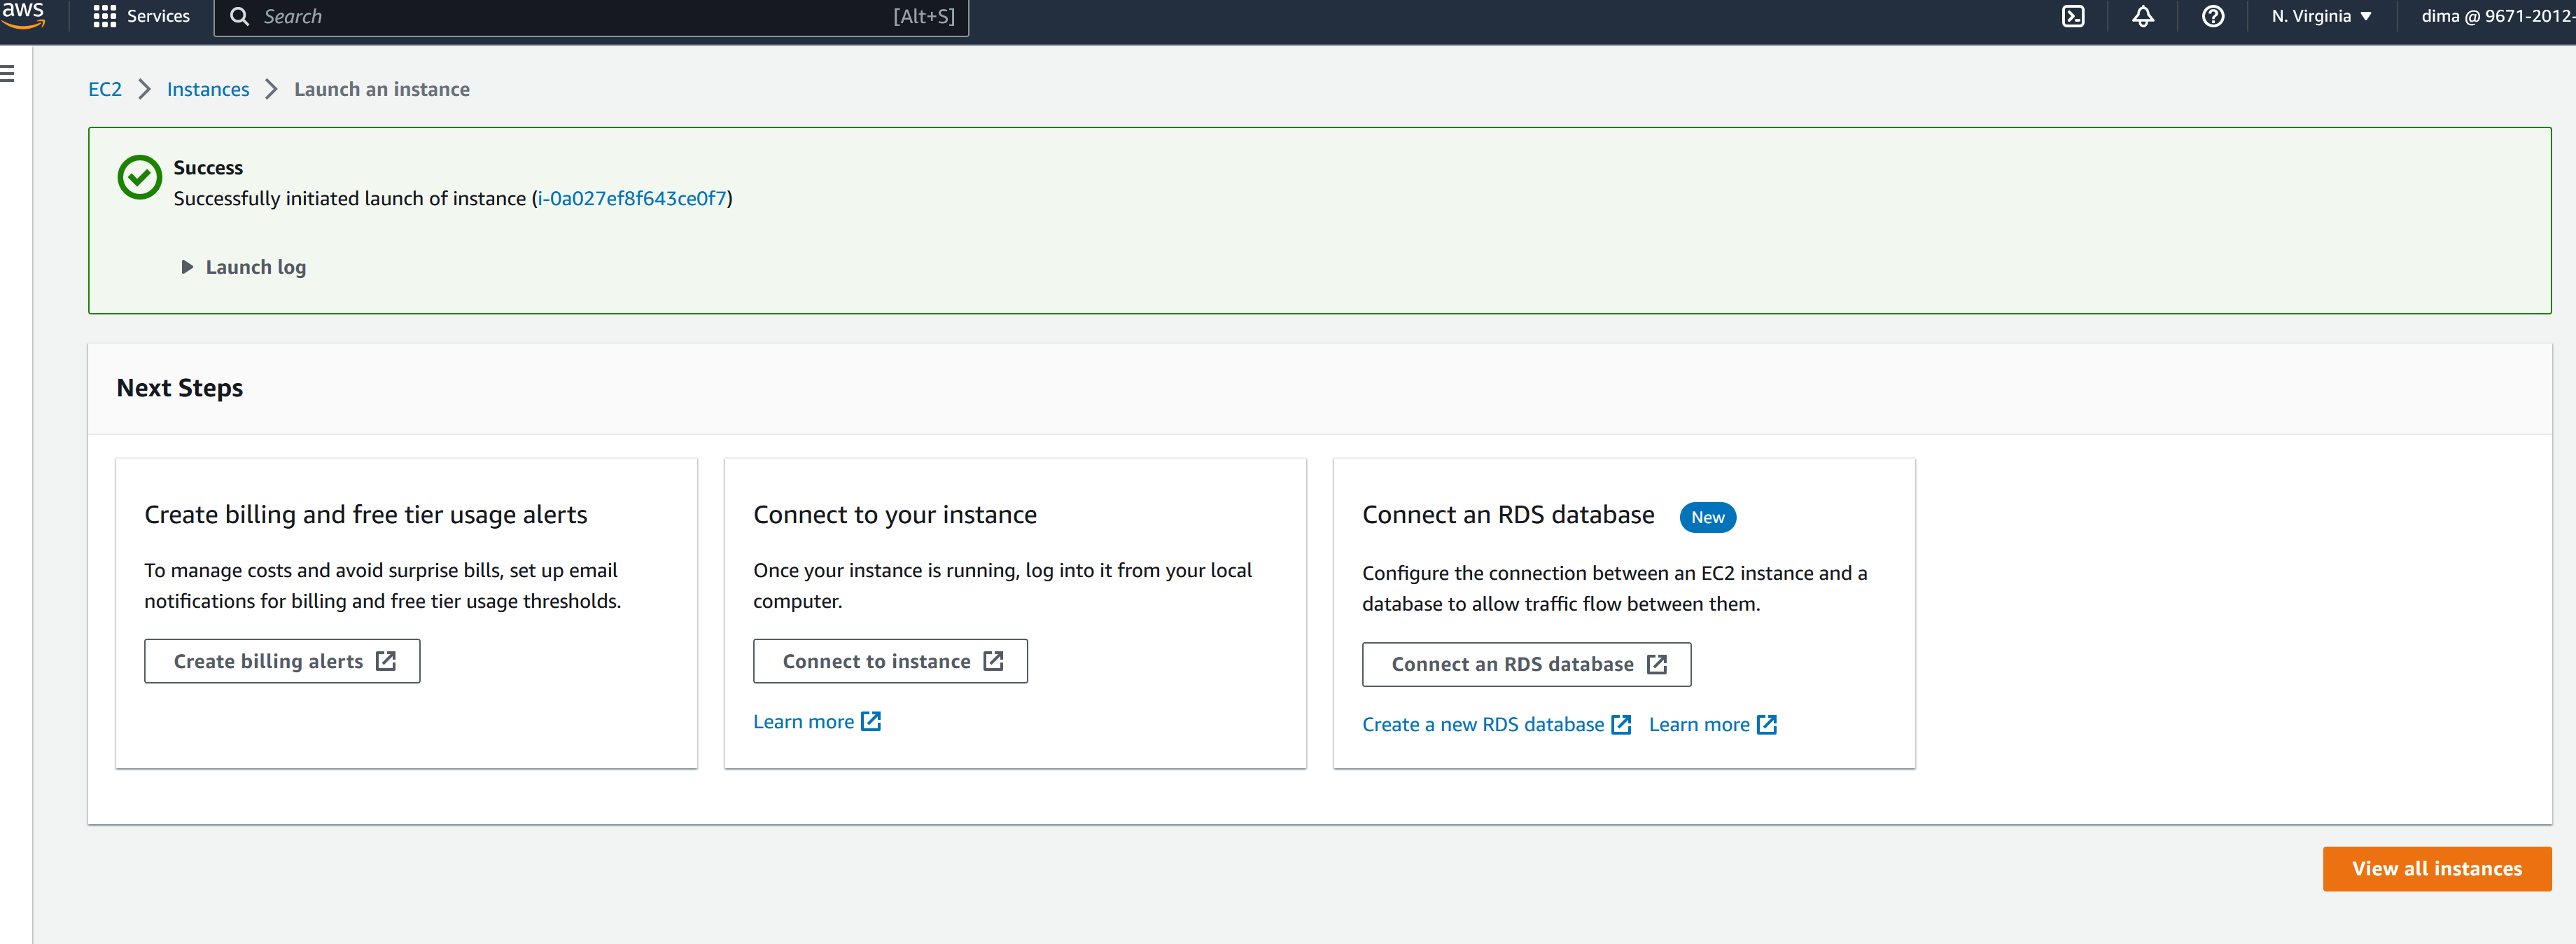 aws
Services
Search
[Alt+S]
N. Virginia
dima @ 9671-2012-
EC2
Instances
Launch an instance
Success
Successfully initiated launch of instance (i-0a027ef8f643ce0f7)
Launch log
Next Steps
Create billing and free tier usage alerts
To manage costs and avoid surprise bills, set up email
notifications for billing and free tier usage thresholds.
Create billing alerts
Connect to your instance
Once your instance is running, log into it from your local
computer.
Connect to instance
Learn more
Connect an RDS database
New
Configure the connection between an EC2 instance and a
database to allow traffic flow between them.
Connect an RDS database
Create a new RDS database
Learn more
View all instances